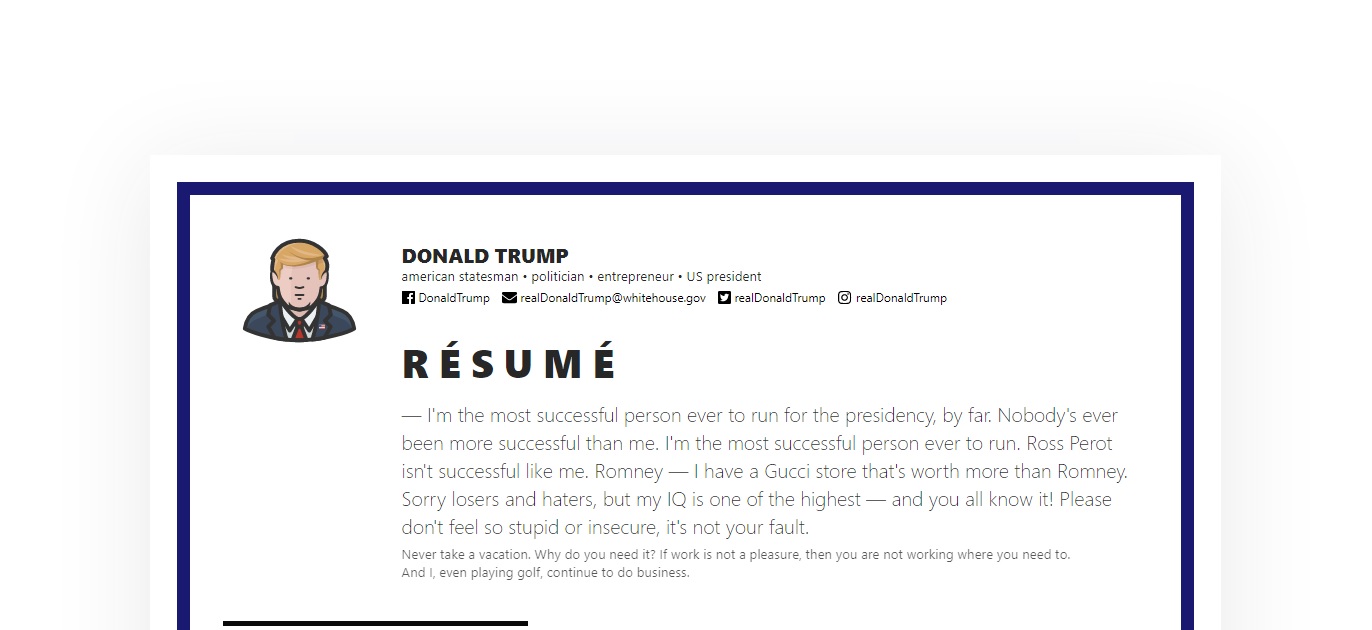 DONALD TRUMP
american statesman • politician • entrepreneur • US president
DonaldTrump realDonaldTrump@whitehouse.gov realDonaldTrump realDonaldTrump
RÉSUMÉ
— I'm the most successful person ever to run for the presidency, by far. Nobody's ever
been more successful than me. I'm the most successful person ever to run. Ross Perot
isn't successful like me. Romney — I have a Gucci store that's worth more than Romney.
Sorry losers and haters, but my IQ is one of the highest — and you all know it! Please
don't feel so stupid or insecure, it's not your fault.
Never take a vacation. Why do you need it? If work is not a pleasure, then you are not working where you need to.
And I, even playing golf, continue to do business.